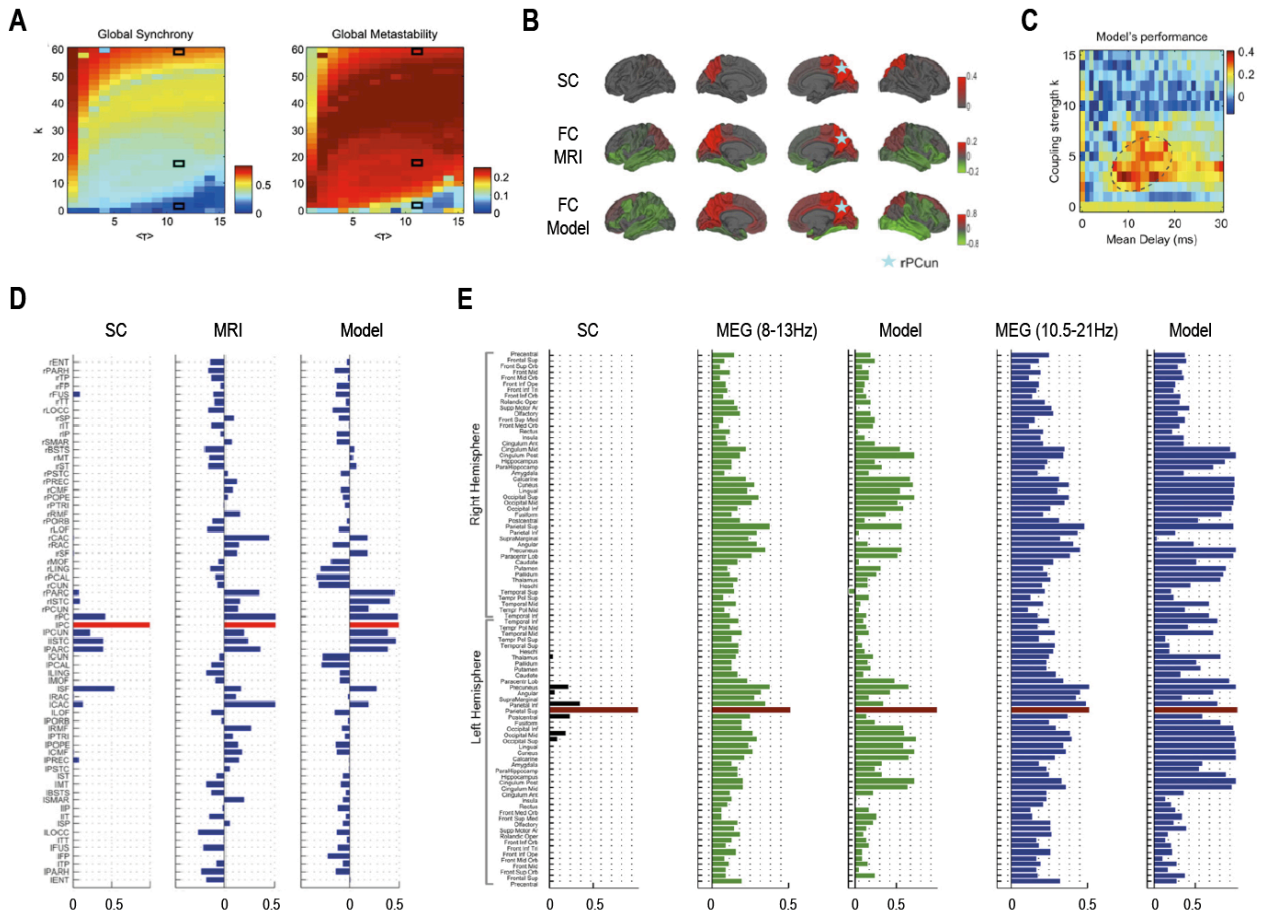 A
B
C
Global Synchrony
Global Metastability
Model's performance
k
60
50
40
30
20
10
0
5
10
15
<τ>
0.5
0
60
50
40
30
20
10
0
5
10
15
<τ>
0.2
0.1
0
SC
0.4
0
FC
MRI
0.2
0
-0.2
FC
Model
0.8
0
-0.8
rPCun
Coupling strength k
15
10
5
0
0
10
20
30
Mean Delay (ms)
0.4
0.2
0
D
E
SC
MRI
Model
rENT
rPARH
rTP
rFP
rFUS
rTT
rLOCC
rSP
rIT
rIP
rSMAR
rBSTS
rMT
rST
rPSTC
rPREC
rCMF
rPOPE
rPTRI
rRMF
rPORB
rLOF
rCAC
rRAC
rSF
rMOF
rLING
rPCAL
rCUN
rPARC
rISTC
rPCUN
rPC
lPC
lPCUN
lISTC
lPARC
lCUN
lPCAL
lLING
lMOF
lSF
lRAC
lCAC
lLOF
lPORB
lRMF
lPTRI
lPOPE
lCMF
lPREC
lPSTC
lST
lMT
lBSTS
lSMAR
lIP
lIT
lSP
lLOCC
lTT
lFUS
lFP
lTP
lPARH
lENT
0
0.5
0
0.5
0
0.5
SC
MEG (8-13Hz)
Model
MEG (10.5-21Hz)
Model
Right Hemisphere
Left Hemisphere
Precentral
Frontal Sup
Front Sup Orb
Front Mid
Front Mid Orb
Front Inf Ope
Front Inf Tri
Front Inf Orb
Rolandic Oper
Supp Motor Ar
Olfactory
Front Sup Med
Front Med Orb
Rectus
Insula
Cingulum Ant
Cingulum Mid
Cingulum Post
Hippocampus
ParaHippocamp
Amygdala
Calcarine
Cuneus
Lingual
Occipital Sup
Occipital Mid
Occipital Inf
Fusiform
Postcentral
Parietal Sup
Parietal Inf
SupraMarginal
Angular
Precuneus
Paracentr Lob
Caudate
Putamen
Pallidum
Thalamus
Heschl
Temporal Sup
Tempr Pol Sup
Temporal Mid
Tempr Pol Mid
Temporal Inf
Temporal Inf
Tempr Pol Mid
Temporal Mid
Tempr Pol Sup
Temporal Sup
Heschl
Thalamus
Pallidum
Putamen
Caudate
Paracentr Lob
Precuneus
Angular
SupraMarginal
Parietal Inf
Parietal Sup
Postcentral
Fusiform
Occipital Inf
Occipital Mid
Occipital Sup
Lingual
Cuneus
Calcarine
Amygdala
ParaHippocamp
Hippocampus
Cingulum Post
Cingulum Mid
Cingulum Ant
Insula
Rectus
Front Med Orb
Front Sup Med
Olfactory
Supp Motor Ar
Rolandic Oper
Front Inf Orb
Front Inf Tri
Front Inf Ope
Front Mid Orb
Front Mid
Front Sup Orb
Frontal Sup
Precentral
0
0.5
0
0.5
0
0.5
0
0.5
0
0.5